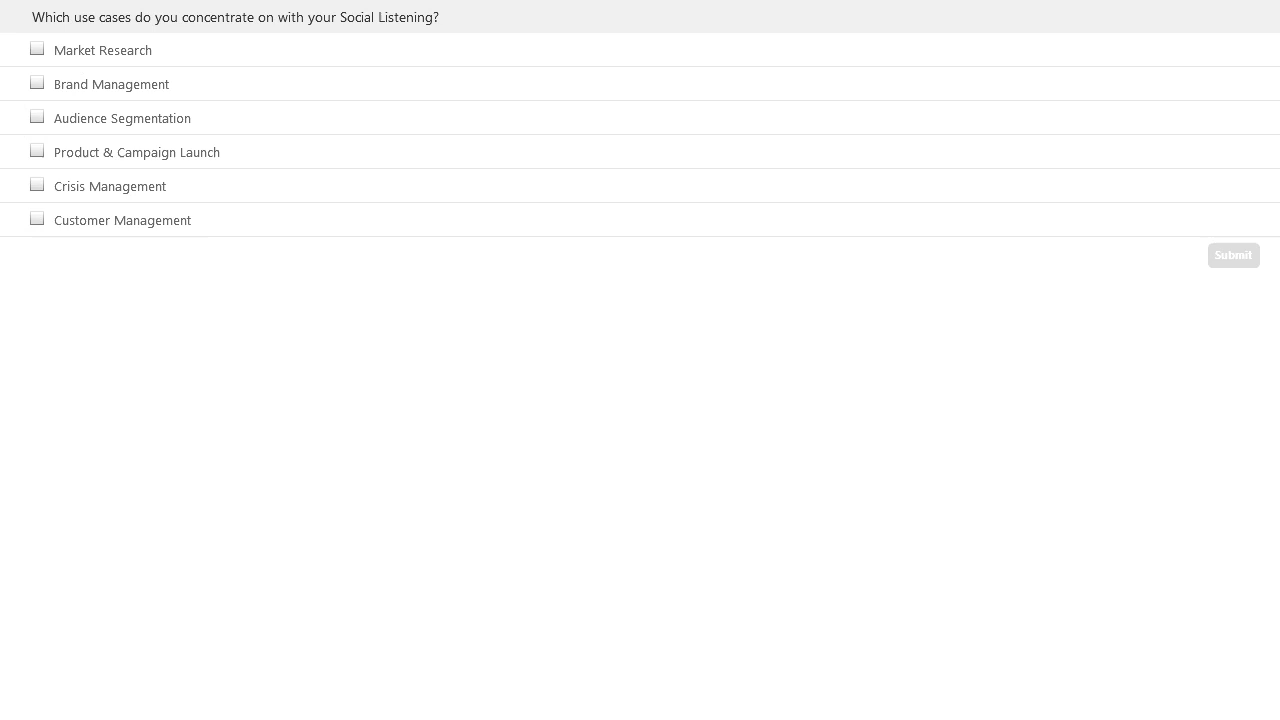 Which use cases do you concentrate on with your Social Listening?
Market Research
Brand Management
Audience Segmentation
Product & Campaign Launch
Crisis Management
Customer Management
Submit